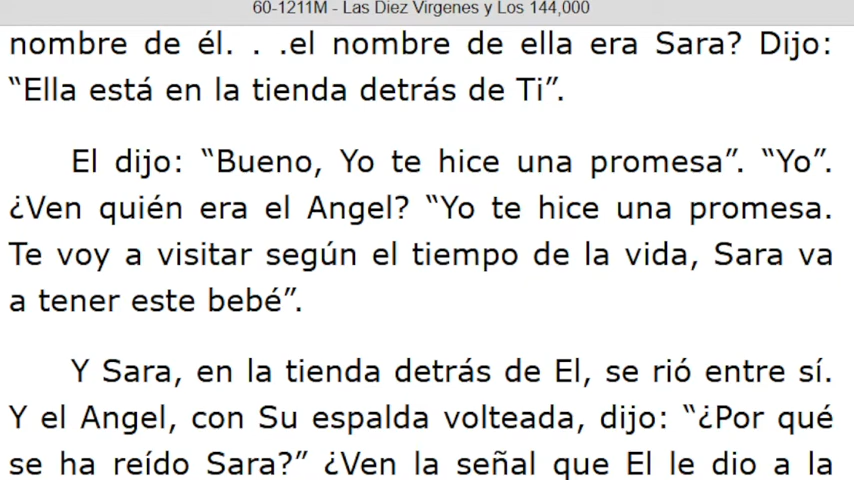 60-1211M - Las Diez Virgenes y Los 144,000
nombre de él. . .el nombre de ella era Sara? Dijo:
“Ella está en la tienda detrás de Ti”.
El dijo: “Bueno, Yo te hice una promesa”. “Yo”.
¿Ven quién era el Angel? “Yo te hice una promesa.
Te voy a visitar según el tiempo de la vida, Sara va
a tener este bebé”.
Y Sara, en la tienda detrás de El, se rió entre sí.
Y el Angel, con Su espalda volteada, dijo: “¿Por qué
se ha reído Sara?” ¿Ven la señal que El le dio a la